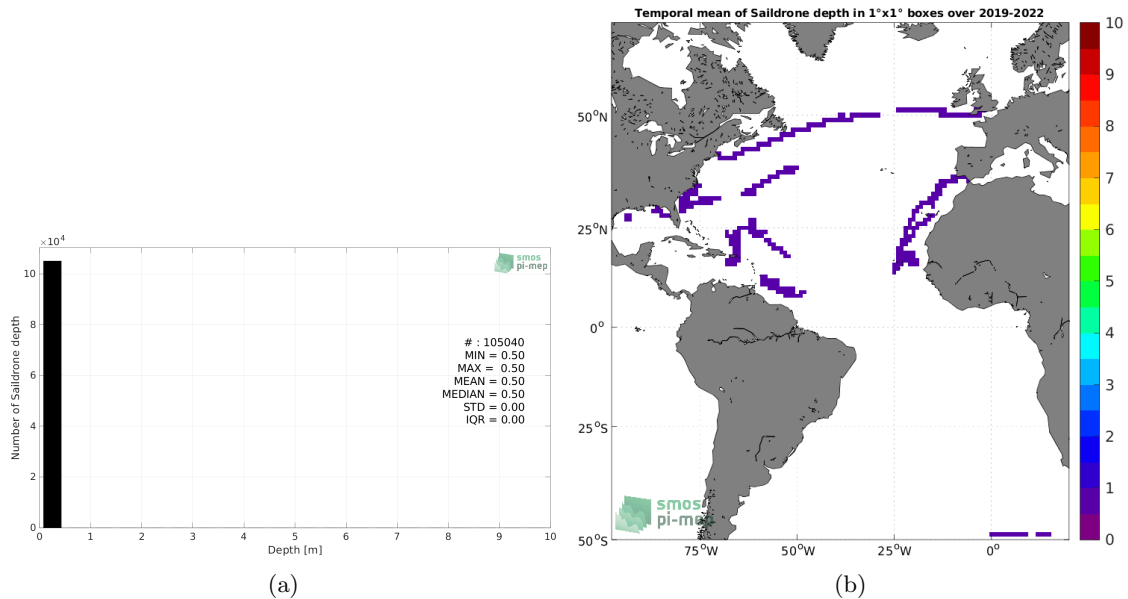 Temporal mean of Saildrone depth in 1°x1° boxes over 2019-2022
×10⁴
10
8
6
4
2
0
Number of Saildrone depth
smos
pi-mep
# : 105040
MIN = 0.50
MAX = 0.50
MEAN = 0.50
MEDIAN = 0.50
STD = 0.00
IQR = 0.00
0 1 2 3 4 5 6 7 8 9 10
Depth [m]
(a)
50°N
25°N
0°
25°S
50°S
75°W 50°W 25°W 0°
smos
pi-mep
10
9
8
7
6
5
4
3
2
1
0
(b)